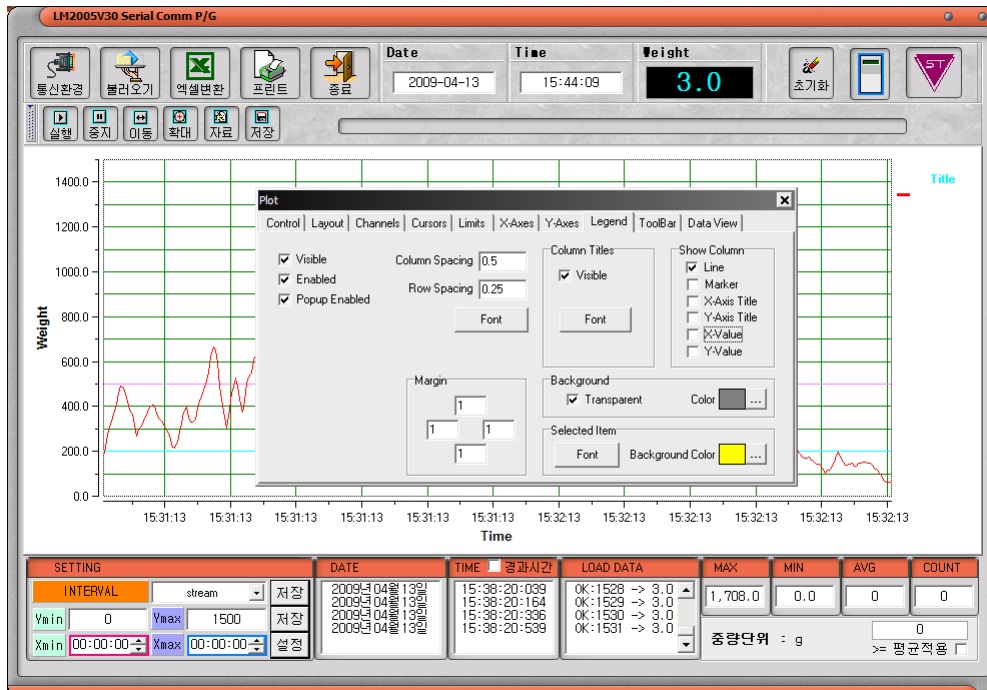 LM2005V30 Serial Comm P/G
통신환경 불러오기 엑셀변환 프린트 종료
Date Time Weight
2009-04-13 15:44:09 3.0
초기화 ST
실행 중지 이동 확대 자료 저장
Title
1400.0
1200.0
1000.0
800.0
600.0
400.0
200.0
0.0
Weight
Plot
Control Layout Channels Cursors Limits X-Axes Y-Axes Legend ToolBar Data View
Visible
Enabled
Popup Enabled
Column Spacing 0.5
Row Spacing 0.25
Font
Column Titles
Visible
Font
Show Column
Line
Marker
X-Axis Title
Y-Axis Title
X-Value
Y-Value
Margin
1
1 1
1
Background
Transparent Color ...
Selected Item
Font Background Color ...
15:31:13 15:31:13 15:31:13 15:31:13 15:31:13 15:31:13 15:32:13 15:32:13 15:32:13 15:32:13 15:32:13 15:32:13
Time
SETTING
INTERVAL stream 저장
Ymin 0 Ymax 1500 저장
Xmin 00:00:00 Xmax 00:00:00 설정
DATE
2009년04월13일
2009년04월13일
2009년04월13일
2009년04월13일
TIME 경과시간
15:38:20:039
15:38:20:164
15:38:20:336
15:38:20:539
LOAD DATA
OK:1528 -> 3.0
OK:1529 -> 3.0
OK:1530 -> 3.0
OK:1531 -> 3.0
MAX MIN AVG COUNT
1,708.0 0.0 0 0
중량단위 : g
0
>= 평균적용